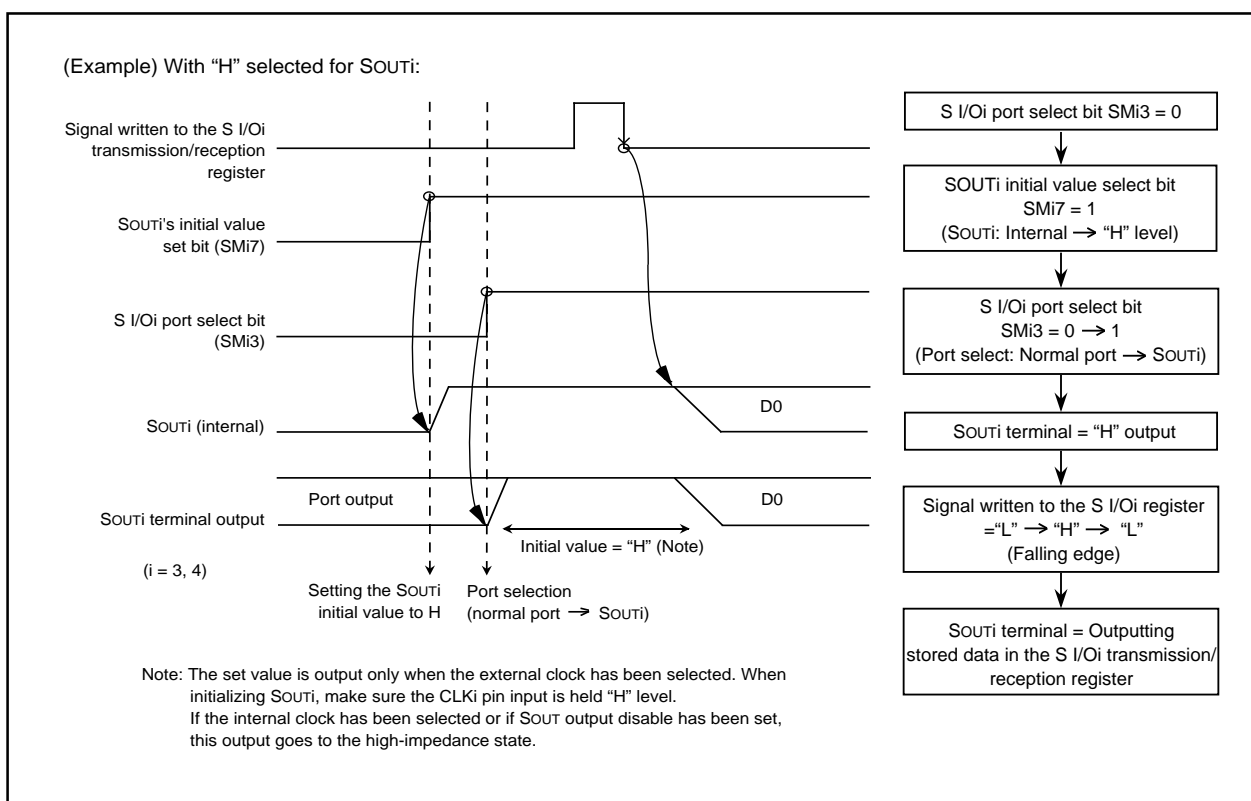 (Example) With “H” selected for SOUTi:
Signal written to the S I/Oi
transmission/reception
register
SOUTi's initial value
set bit (SMi7)
S I/Oi port select bit
(SMi3)
SOUTi (internal)
D0
Port output
D0
SOUTi terminal output
Initial value = “H” (Note)
(i = 3, 4)
Setting the SOUTi
initial value to H
Port selection
(normal port → SOUTi)
Note: The set value is output only when the external clock has been selected. When
initializing SOUTi, make sure the CLKi pin input is held “H” level.
If the internal clock has been selected or if SOUT output disable has been set,
this output goes to the high-impedance state.
S I/Oi port select bit SMi3 = 0
SOUTi initial value select bit
SMi7 = 1
(SOUTi: Internal → “H” level)
S I/Oi port select bit
SMi3 = 0 → 1
(Port select: Normal port → SOUTi)
SOUTi terminal = “H” output
Signal written to the S I/Oi register
=“L” → “H” → “L”
(Falling edge)
SOUTi terminal = Outputting
stored data in the S I/Oi transmission/
reception register